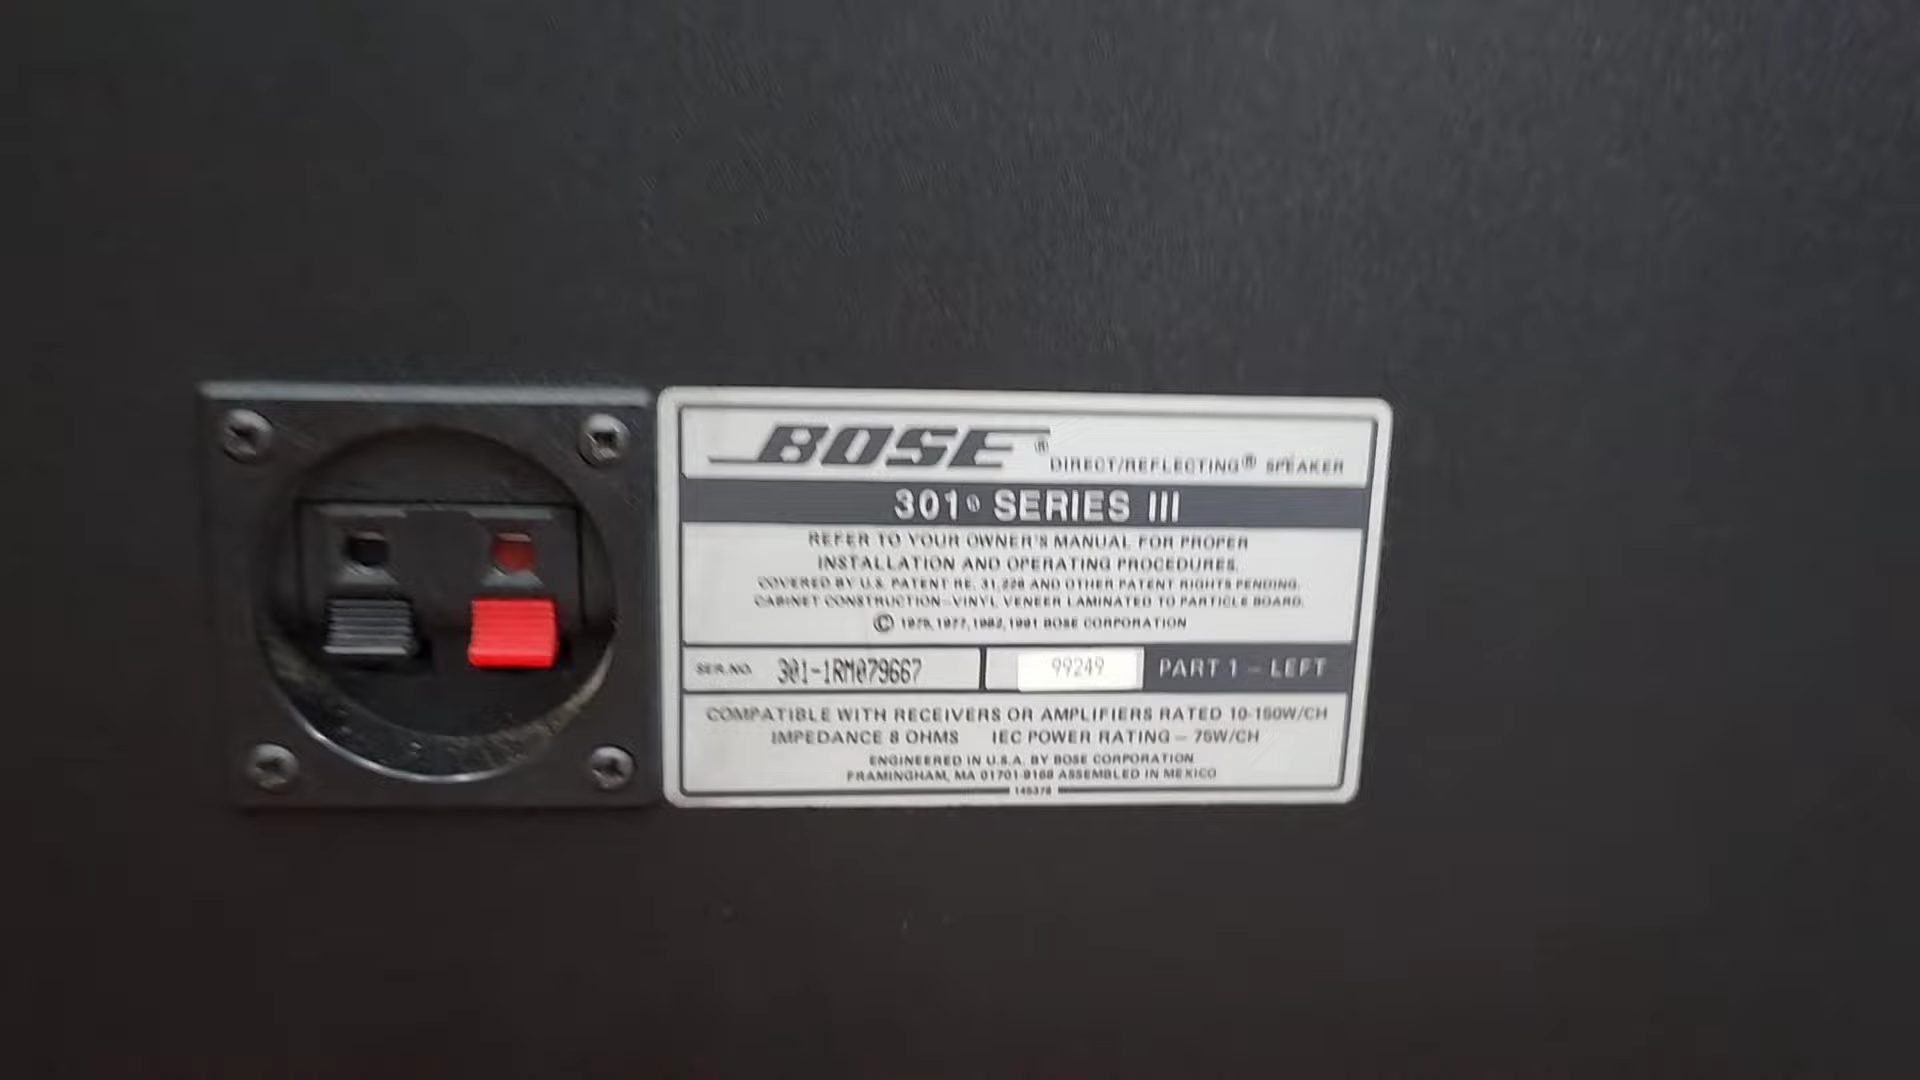 BOSE® DIRECT/REFLECTING® SPEAKER
301® SERIES III
REFER TO YOUR OWNER'S MANUAL FOR PROPER
INSTALLATION AND OPERATING PROCEDURES.
COVERED BY U.S. PATENT RE. 31,228 AND OTHER PATENT RIGHTS PENDING.
CABINET CONSTRUCTION-VINYL VENEER LAMINATED TO PARTICLE BOARD.
© 1975, 1977, 1982, 1991 BOSE CORPORATION
SER. NO. 301-1RM079667 99249 PART 1 - LEFT
COMPATIBLE WITH RECEIVERS OR AMPLIFIERS RATED 10-150W/CH
IMPEDANCE 8 OHMS IEC POWER RATING - 75W/CH
ENGINEERED IN U.S.A. BY BOSE CORPORATION
FRAMINGHAM, MA 01701-9168 ASSEMBLED IN MEXICO